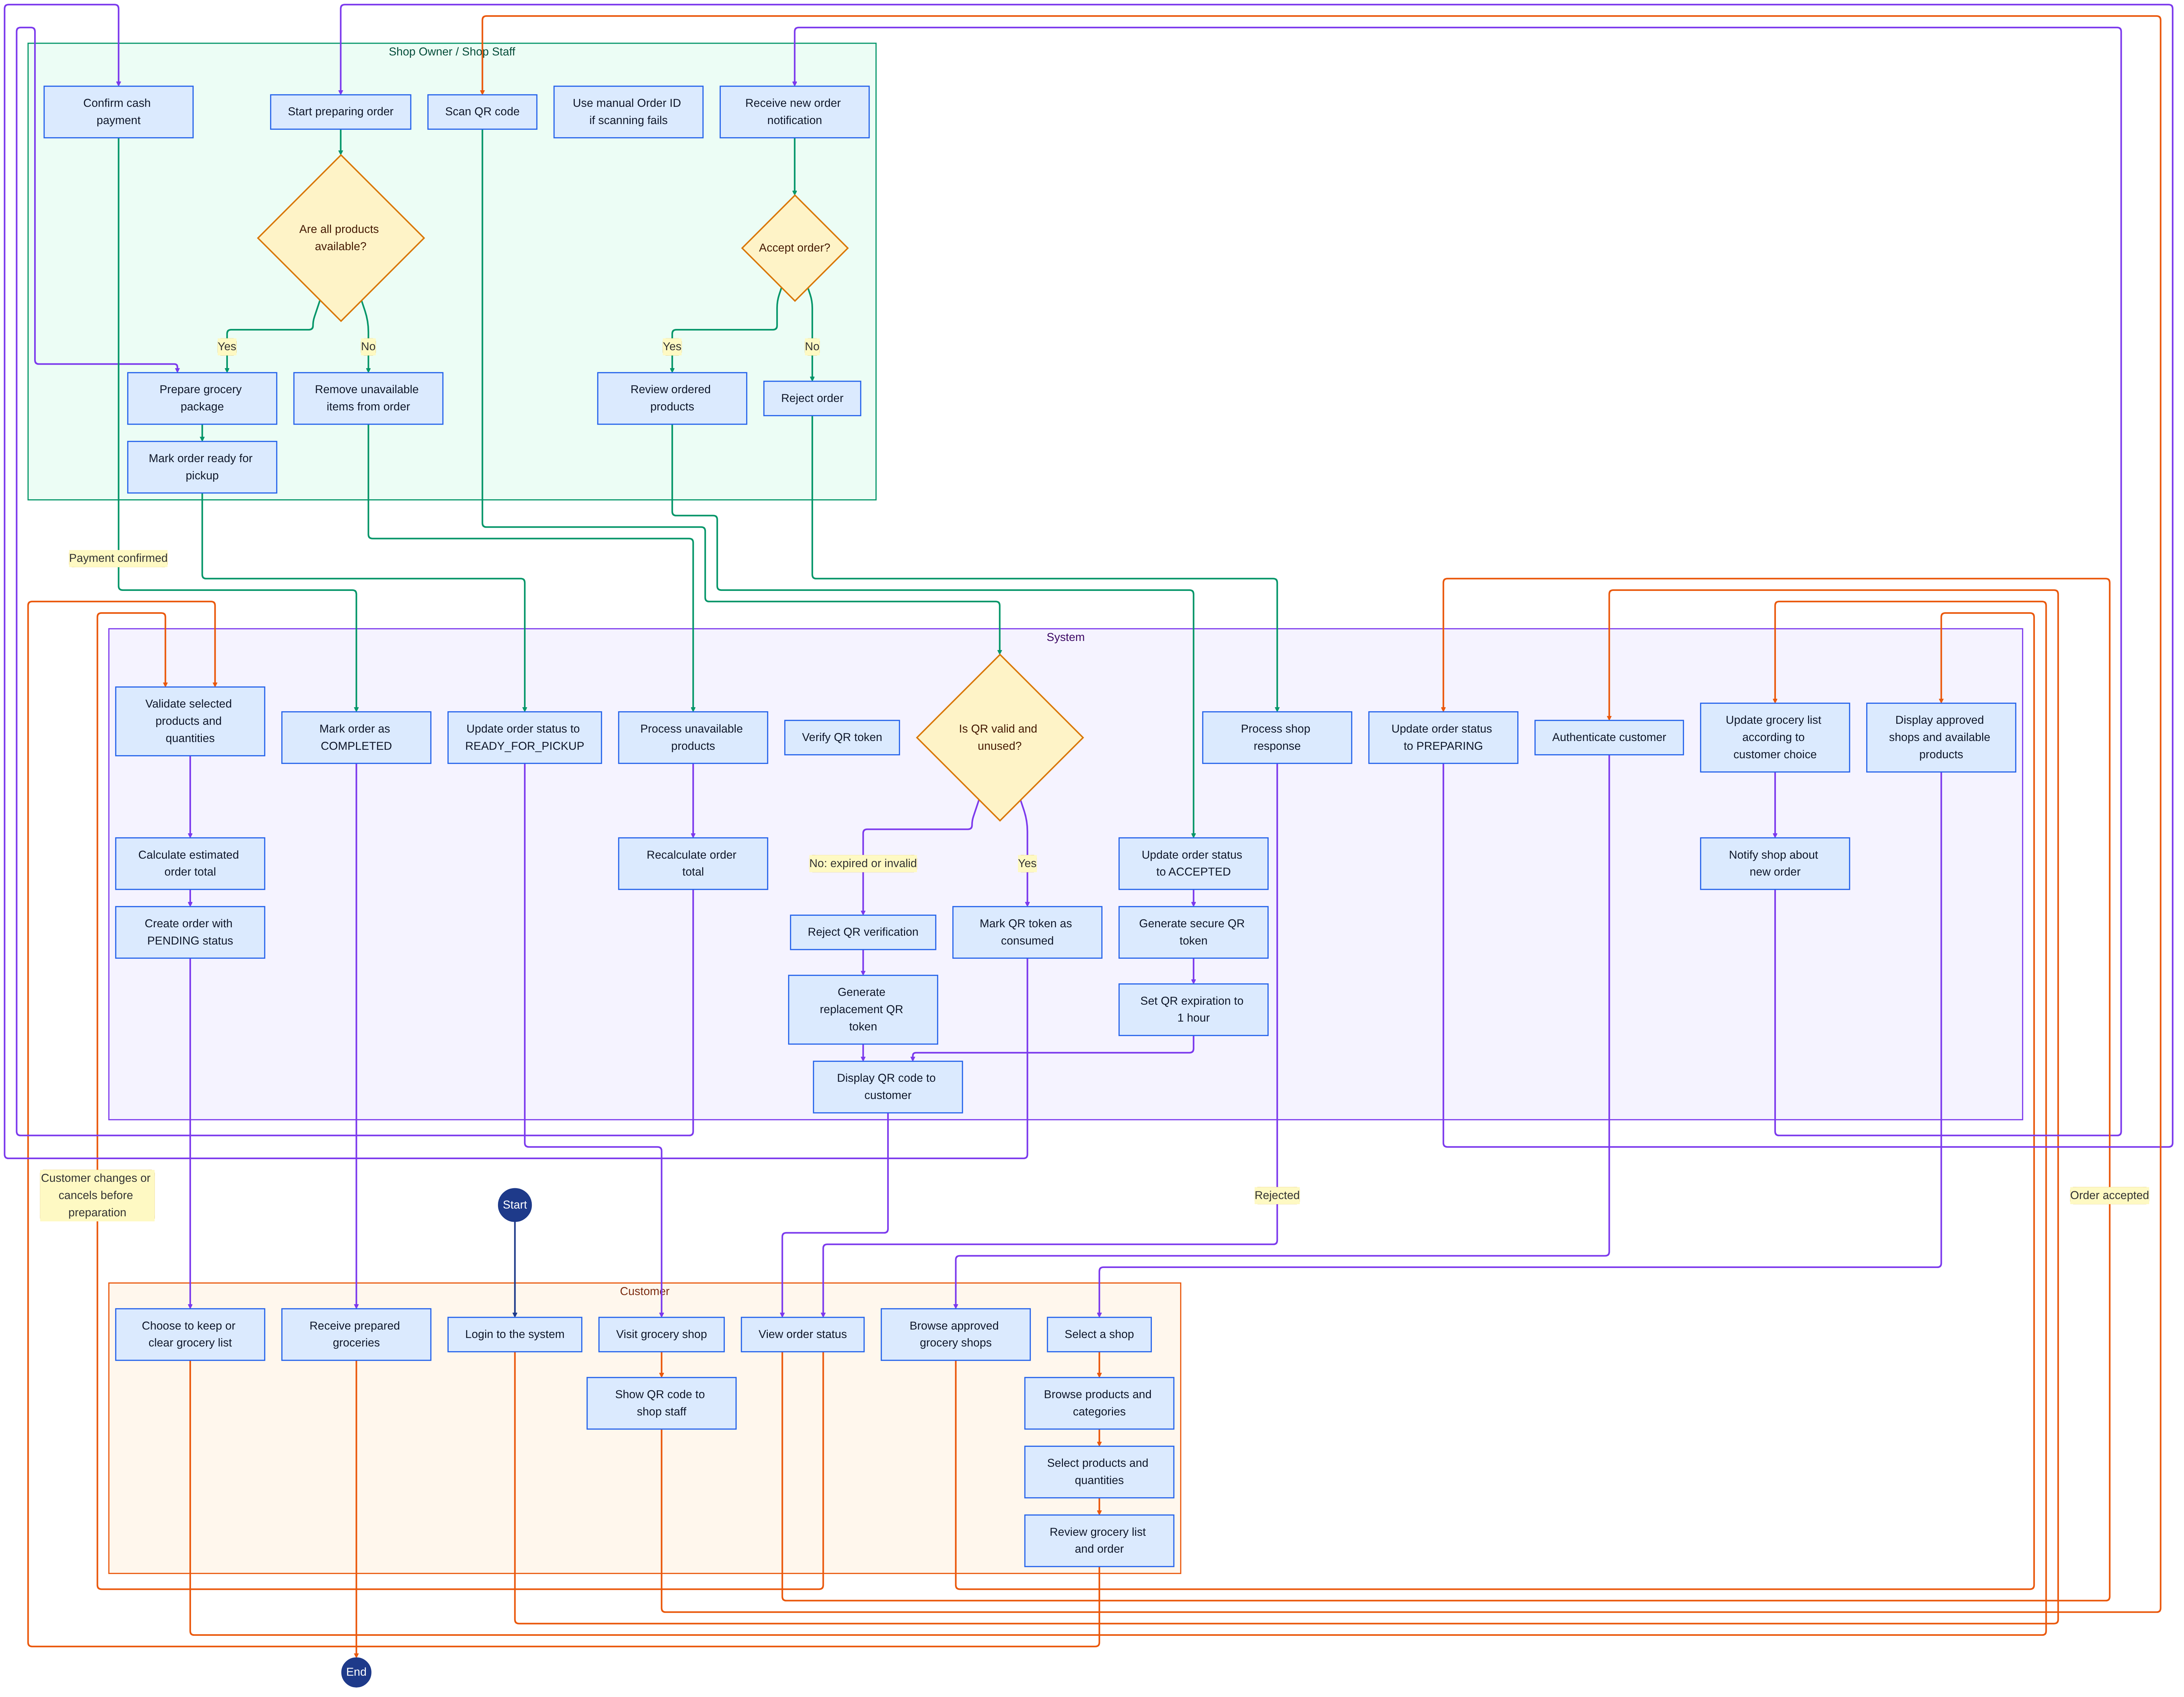 Shop Owner / Shop Staff
Confirm cash
payment
Start preparing order
Scan QR code
Use manual Order ID
if scanning fails
Receive new order
notification
Are all products
available?
Accept order?
Yes
No
Yes
No
Prepare grocery
package
Remove unavailable
items from order
Review ordered
products
Reject order
Mark order ready for
pickup
Payment confirmed
System
Validate selected
products and
quantities
Mark order as
COMPLETED
Update order status to
READY_FOR_PICKUP
Process unavailable
products
Verify QR token
Is QR valid and
unused?
Process shop
response
Update order status
to PREPARING
Authenticate customer
Update grocery list
according to
customer choice
Display approved
shops and available
products
Calculate estimated
order total
Recalculate order
total
No: expired or invalid
Yes
Update order status
to ACCEPTED
Notify shop about
new order
Create order with
PENDING status
Reject QR verification
Mark QR token as
consumed
Generate secure QR
token
Generate
replacement QR
token
Set QR expiration to
1 hour
Display QR code to
customer
Customer changes or
cancels before
preparation
Start
Rejected
Order accepted
Customer
Choose to keep or
clear grocery list
Receive prepared
groceries
Login to the system
Visit grocery shop
View order status
Browse approved
grocery shops
Select a shop
Show QR code to
shop staff
Browse products and
categories
Select products and
quantities
Review grocery list
and order
End